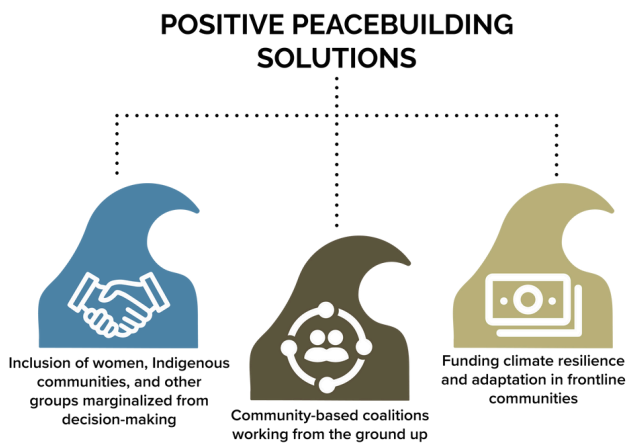 POSITIVE PEACEBUILDING
SOLUTIONS
Inclusion of women, Indigenous
communities, and other
groups marginalized from
decision-making
Community-based coalitions
working from the ground up
Funding climate resilience
and adaptation in frontline
communities